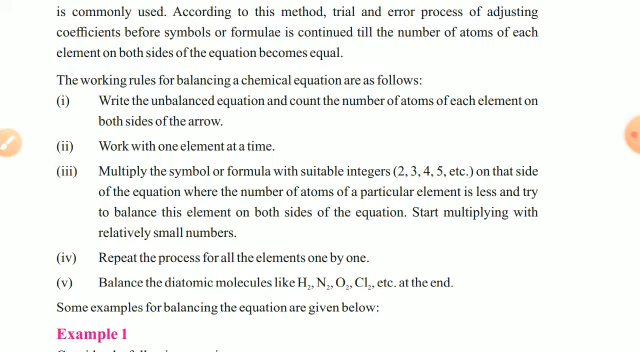 is commonly used. According to this method, trial and error process of adjusting
coefficients before symbols or formulae is continued till the number of atoms of each
element on both sides of the equation becomes equal.
The working rules for balancing a chemical equation are as follows:
(i) Write the unbalanced equation and count the number of atoms of each element on
both sides of the arrow.
(ii) Work with one element at a time.
(iii) Multiply the symbol or formula with suitable integers (2, 3, 4, 5, etc.) on that side
of the equation where the number of atoms of a particular element is less and try
to balance this element on both sides of the equation. Start multiplying with
relatively small numbers.
(iv) Repeat the process for all the elements one by one.
(v) Balance the diatomic molecules like H₂, N₂, O₂, Cl₂, etc. at the end.
Some examples for balancing the equation are given below:
Example 1